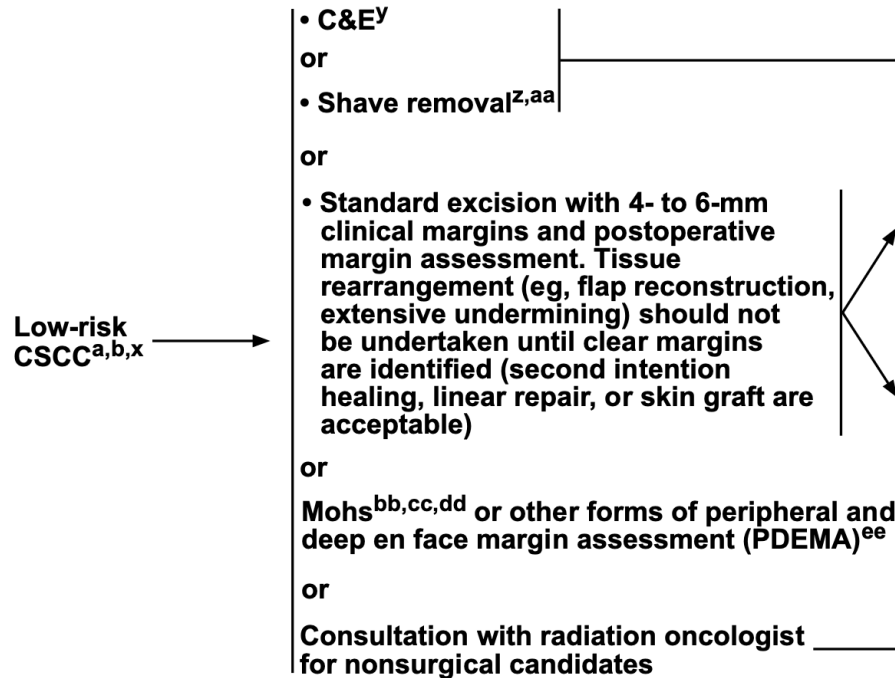 • C&Eʸ
or
• Shave removalᶻ,ᵃᵃ
or
• Standard excision with 4- to 6-mm
clinical margins and postoperative
margin assessment. Tissue
rearrangement (eg, flap reconstruction,
extensive undermining) should not
be undertaken until clear margins
are identified (second intention
healing, linear repair, or skin graft are
acceptable)
Low-risk
CSCCᵃ,ᵇ,ˣ
or
Mohsᵇᵇ,ᶜᶜ,ᵈᵈ or other forms of peripheral and
deep en face margin assessment (PDEMA)ᵉᵉ
or
Consultation with radiation oncologist
for nonsurgical candidates